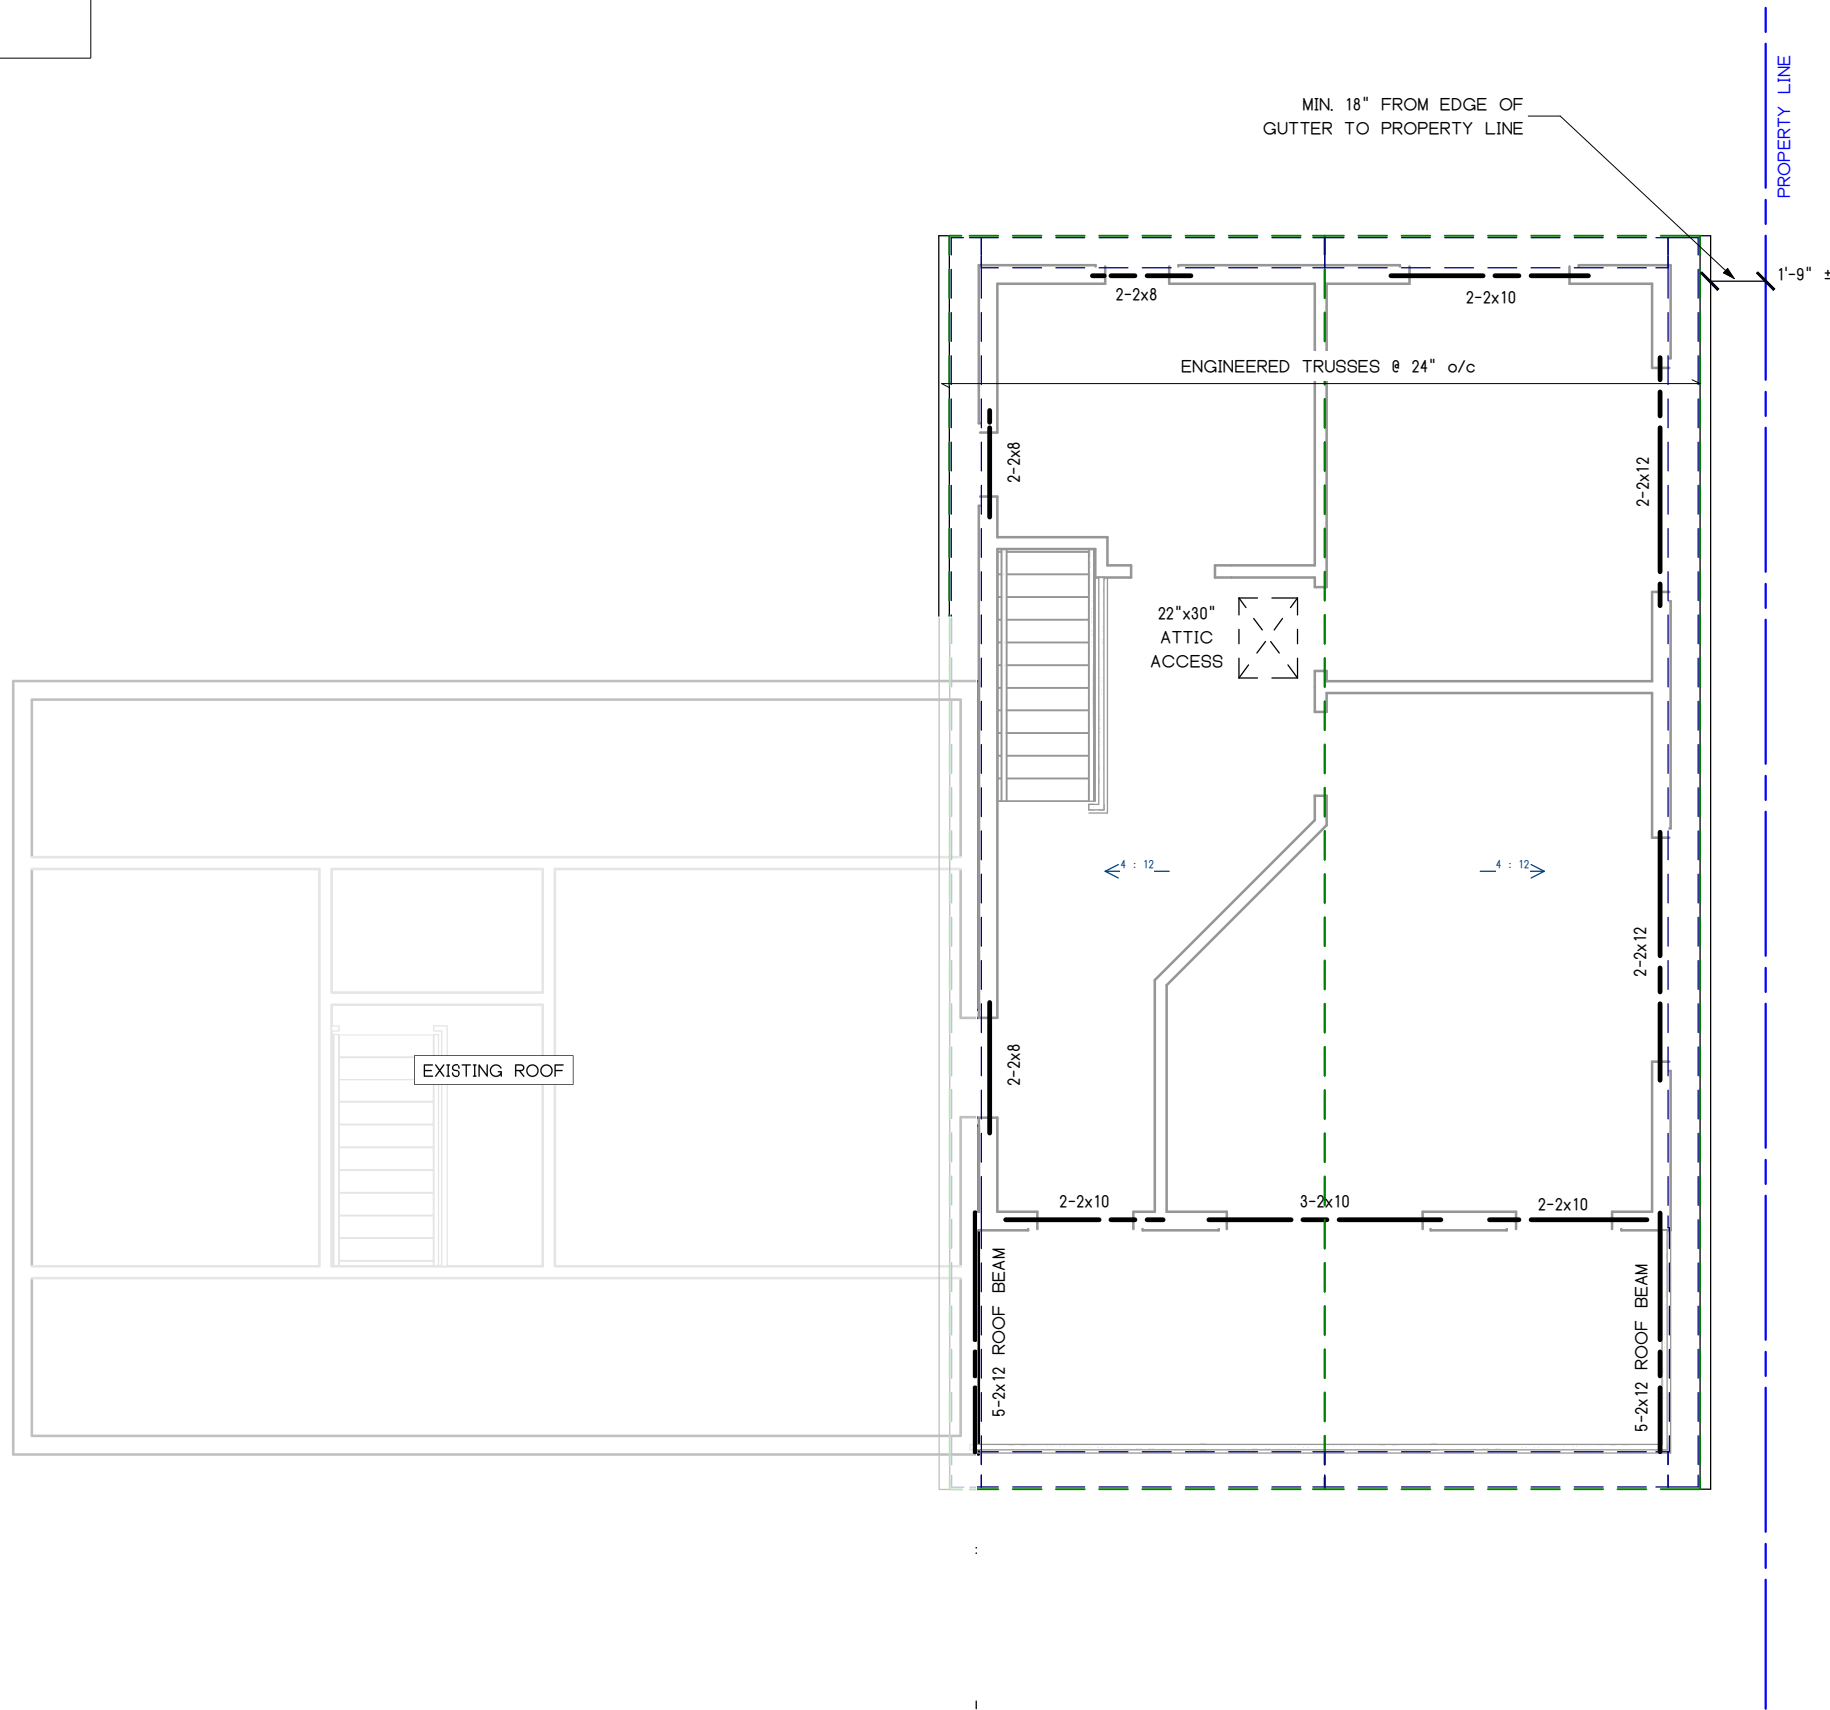 PROPERTY LINE
MIN. 18" FROM EDGE OF
GUTTER TO PROPERTY LINE
1'-9" ±
2-2x8
2-2x10
ENGINEERED TRUSSES @ 24" o/c
2-2x8
2-2x12
22"x30"
ATTIC
ACCESS
4 : 12
4 : 12
2-2x12
EXISTING ROOF
2-2x8
2-2x10
3-2x10
2-2x10
5-2x12 ROOF BEAM
5-2x12 ROOF BEAM